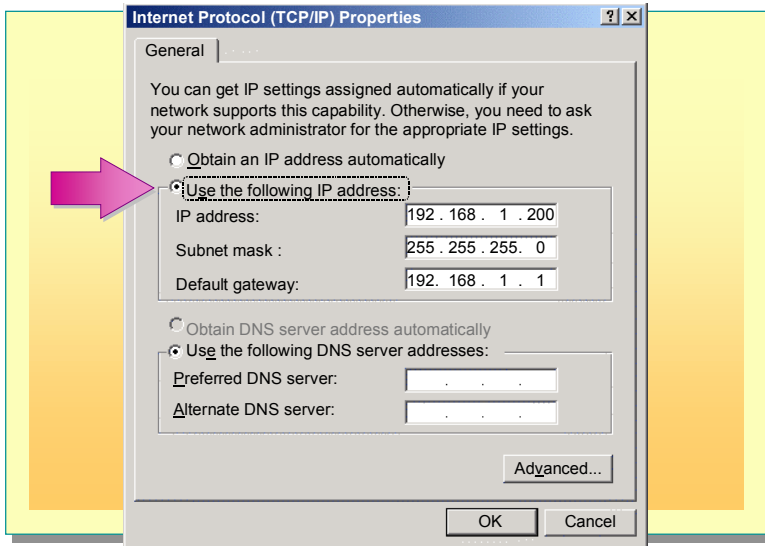 Internet Protocol (TCP/IP) Properties
General
You can get IP settings assigned automatically if your
network supports this capability. Otherwise, you need to ask
your network administrator for the appropriate IP settings.
Obtain an IP address automatically
Use the following IP address:
IP address: 192 . 168 . 1 . 200
Subnet mask : 255 . 255 . 255. 0
Default gateway: 192. 168 . 1 . 1
Obtain DNS server address automatically
Use the following DNS server addresses:
Preferred DNS server: . . .
Alternate DNS server: . . .
Advanced...
OK Cancel